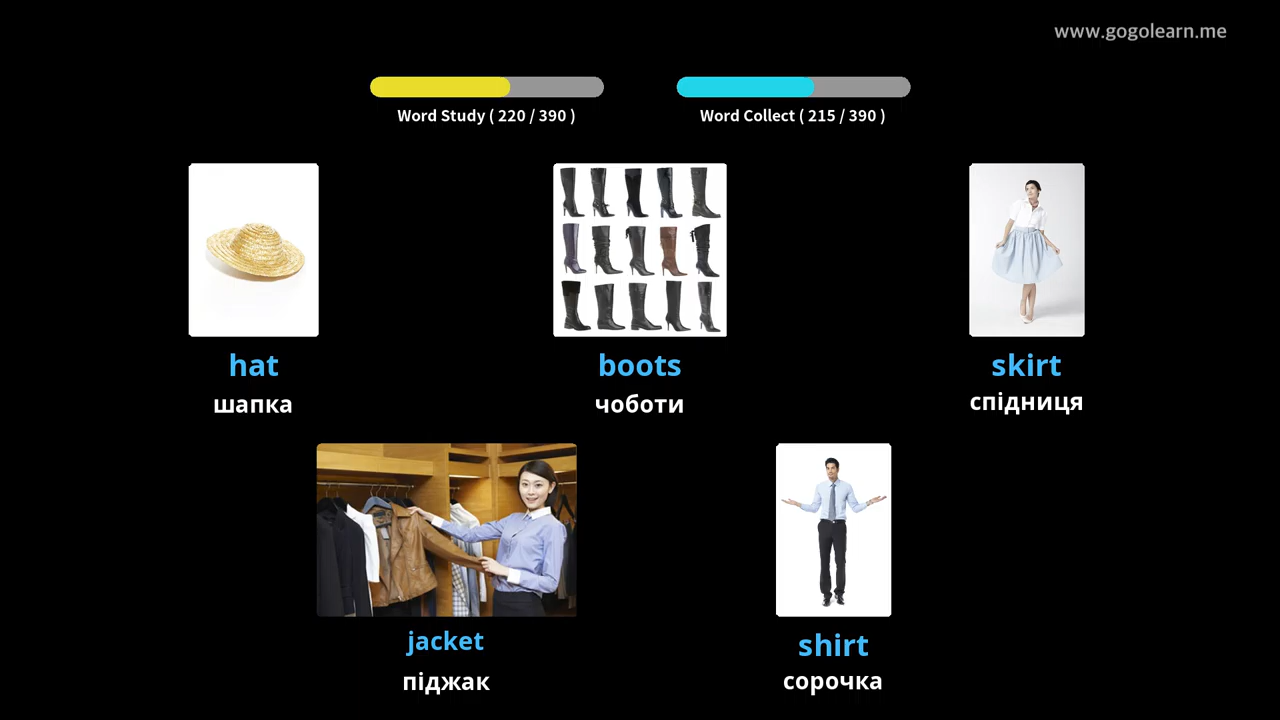 www.gogolearn.me
Word Study ( 220 / 390 )
Word Collect ( 215 / 390 )
hat
шапка
boots
чоботи
skirt
спідниця
jacket
піджак
shirt
сорочка